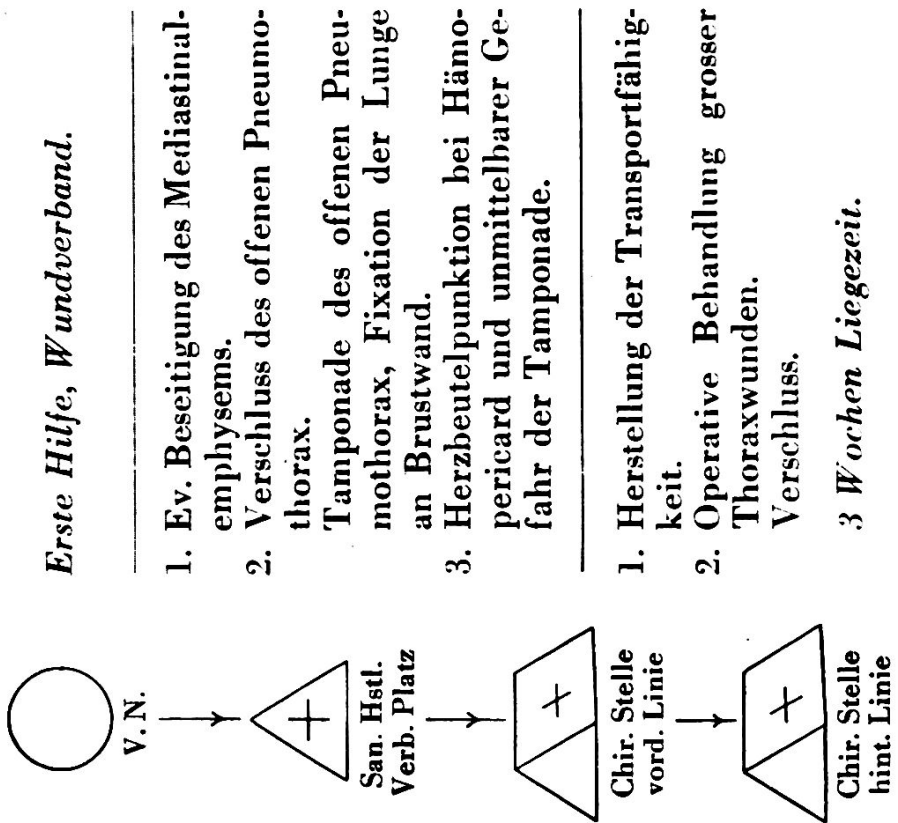 Erste Hilfe, Wundverband.
1. Ev. Beseitigung des Mediastinal-
emphysems.
2. Verschluss des offenen Pneumo-
thorax.
Tamponade des offenen Pneu-
mothorax, Fixation der Lunge
an Brustwand.
3. Herzbeutelpunktion bei Hämo-
pericard und unmittelbarer Ge-
fahr der Tamponade.
1. Herstellung der Transportfähig-
keit.
2. Operative Behandlung grosser
Thoraxwunden.
Verschluss.
3 Wochen Liegezeit.
V. N.
San. Hstl.
Verb. Platz
Chir. Stelle
vord. Linie
Chir. Stelle
hint. Linie